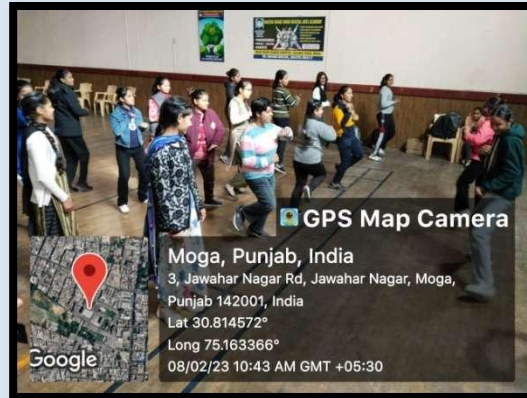 GPS Map Camera
Moga, Punjab, India
3, Jawahar Nagar Rd, Jawahar Nagar, Moga,
Punjab 142001, India
Lat 30.814572°
Long 75.163366°
08/02/23 10:43 AM GMT +05:30
Google